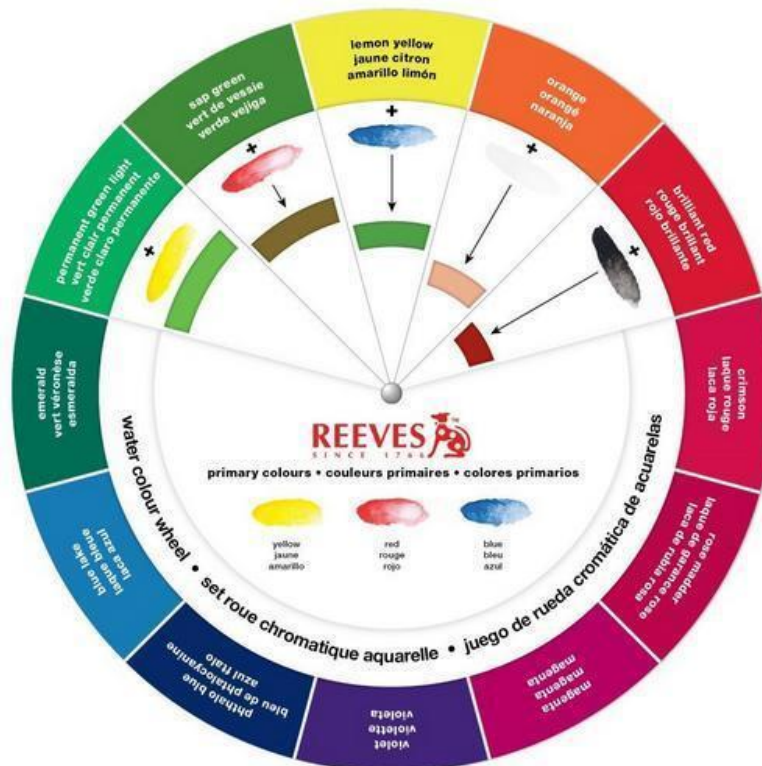 lemon yellow
jaune citron
amarillo limón
orange
orangé
naranja
brilliant red
rouge brillant
rojo brillante
crimson
laque rouge
laca roja
rose madder
laque de garance rose
laca de rubia rosa
magenta
magenta
magenta
violet
violette
violeta
phthalo blue
bleu de phtalocyanine
azul ftalo
blue lake
laque bleue
laca azul
emerald
vert véronèse
esmeralda
permanent green light
vert clair permanent
verde claro permanente
sap green
vert de vessie
verde vejiga
+
+
+
+
+
REEVES™
SINCE 1766
primary colours • couleurs primaires • colores primarios
yellow
jaune
amarillo
red
rouge
rojo
blue
bleu
azul
water colour wheel • set roue chromatique aquarelle • juego de rueda cromática de acuarelas